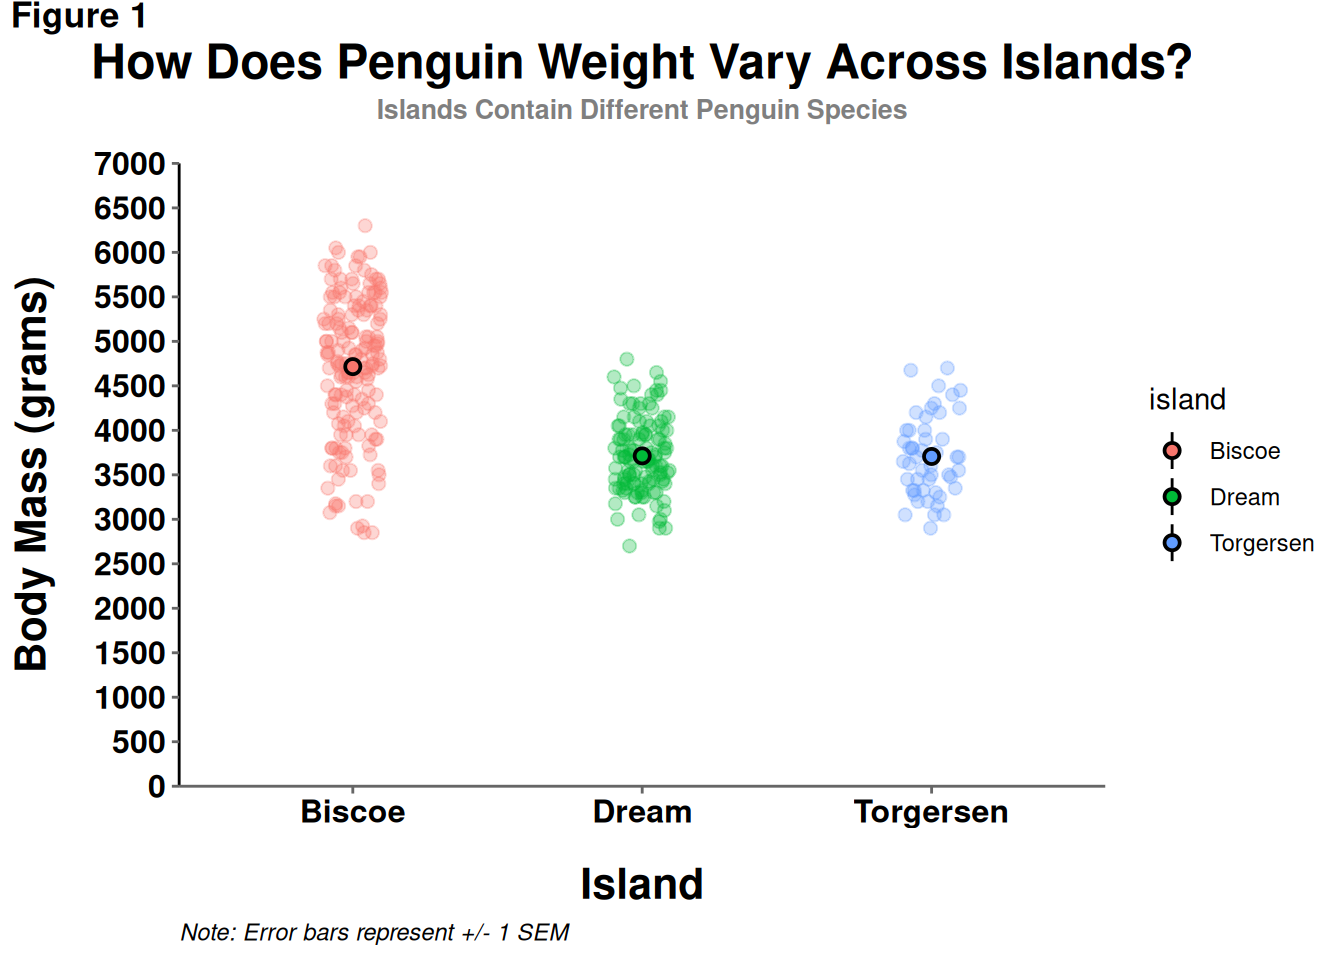 Figure 1
How Does Penguin Weight Vary Across Islands?
Islands Contain Different Penguin Species
7000
6500
6000
5500
5000
4500
4000
3500
3000
2500
2000
1500
1000
500
0
Body Mass (grams)
Biscoe
Dream
Torgersen
Island
island
Biscoe
Dream
Torgersen
Note: Error bars represent +/- 1 SEM